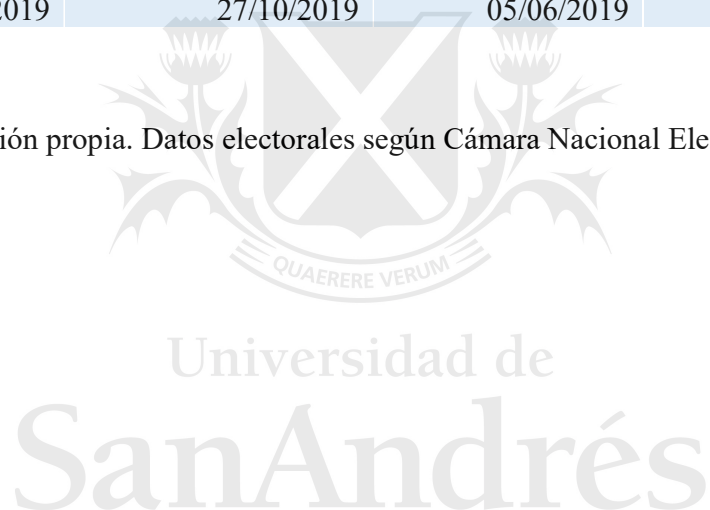 2019 27/10/2019 05/06/2019
ión propia. Datos electorales según Cámara Nacional Ele
QUAERERE VERUM
Universidad de
SanAndrés